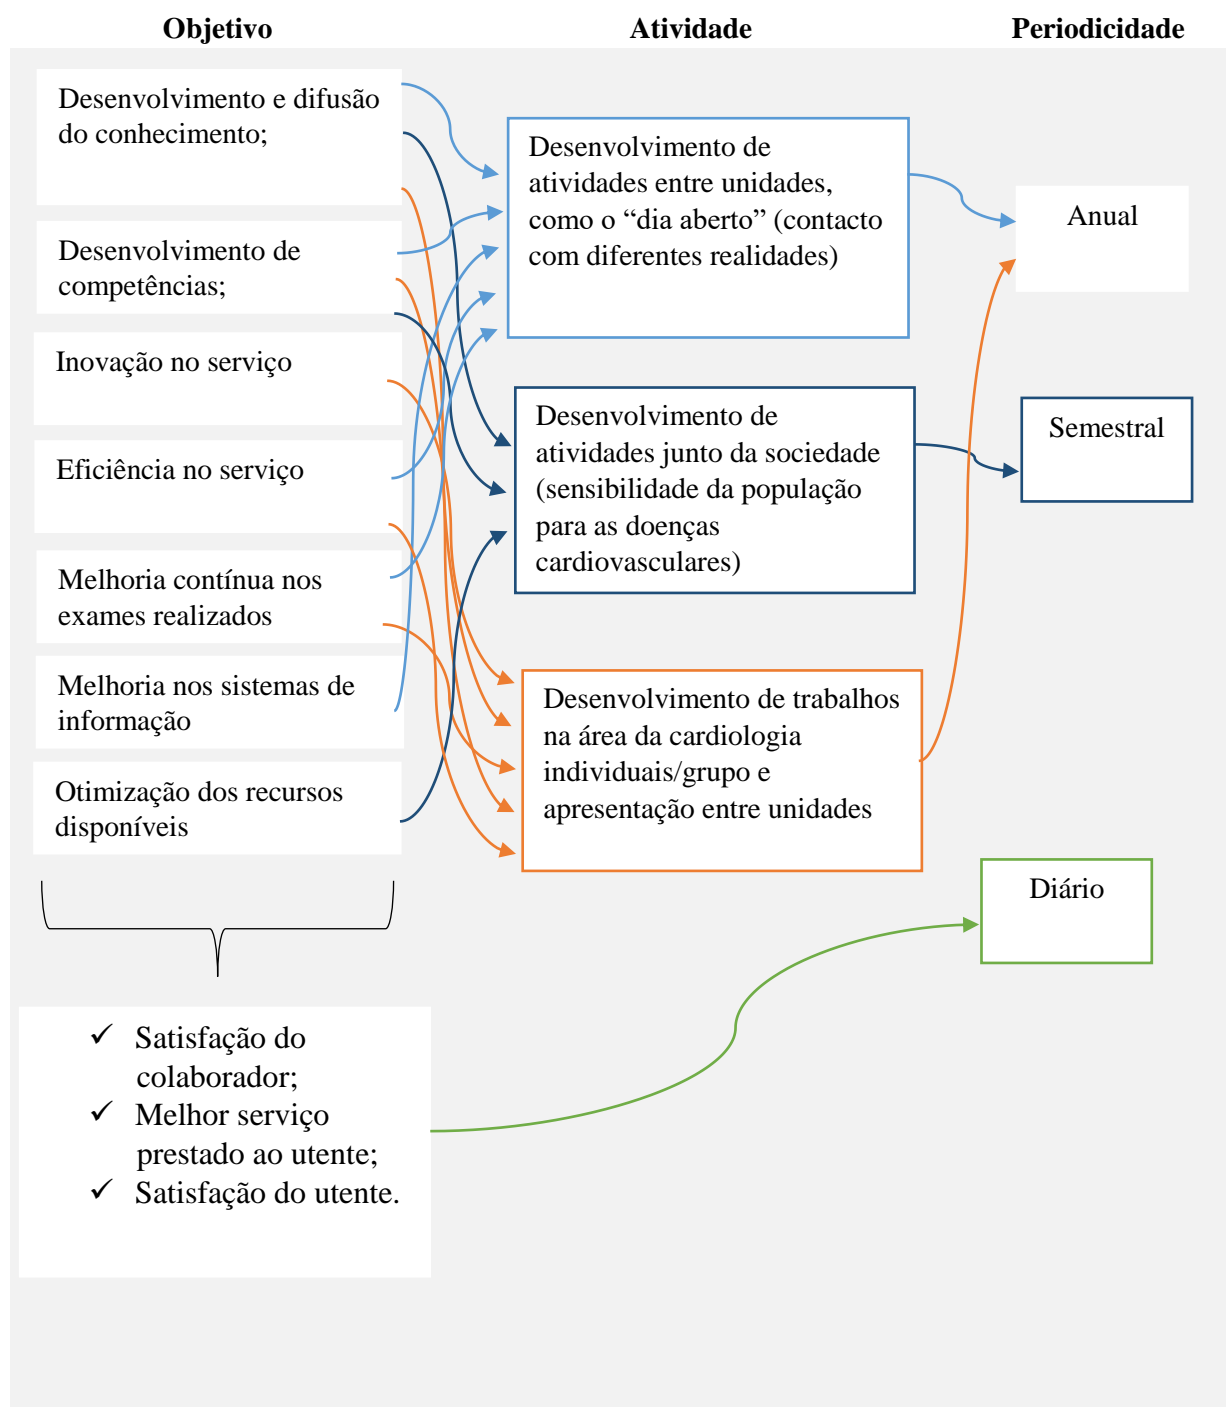 Objetivo
Atividade
Periodicidade
Desenvolvimento e difusão
do conhecimento;
Desenvolvimento de
competências;
Inovação no serviço
Eficiência no serviço
Melhoria contínua nos
exames realizados
Melhoria nos sistemas de
informação
Otimização dos recursos
disponíveis
Desenvolvimento de
atividades entre unidades,
como o “dia aberto” (contacto
com diferentes realidades)
Desenvolvimento de
atividades junto da sociedade
(sensibilidade da população
para as doenças
cardiovasculares)
Desenvolvimento de trabalhos
na área da cardiologia
individuais/grupo e
apresentação entre unidades
Anual
Semestral
Diário
✓ Satisfação do
colaborador;
✓ Melhor serviço
prestado ao utente;
✓ Satisfação do utente.